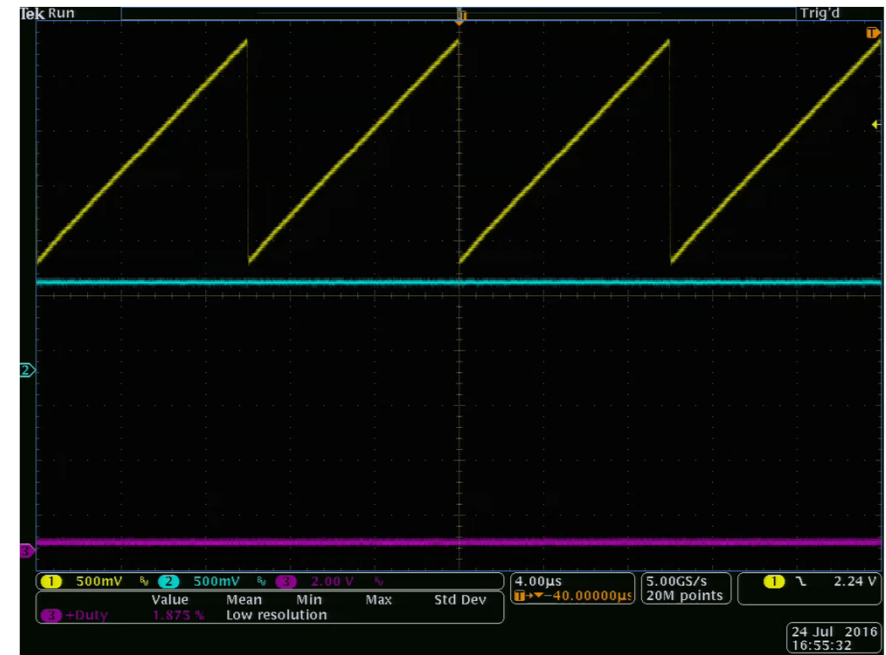 Tek Run
Trig'd
T
T
2
3
1 500mV 2 500mV 3 2.00 V
4.00µs
T→▼-40.00000µs
5.00GS/s
20M points
1 2.24 V
Value Mean Min Max Std Dev
3 +Duty 1.873 % Low resolution
24 Jul 2016
16:55:32